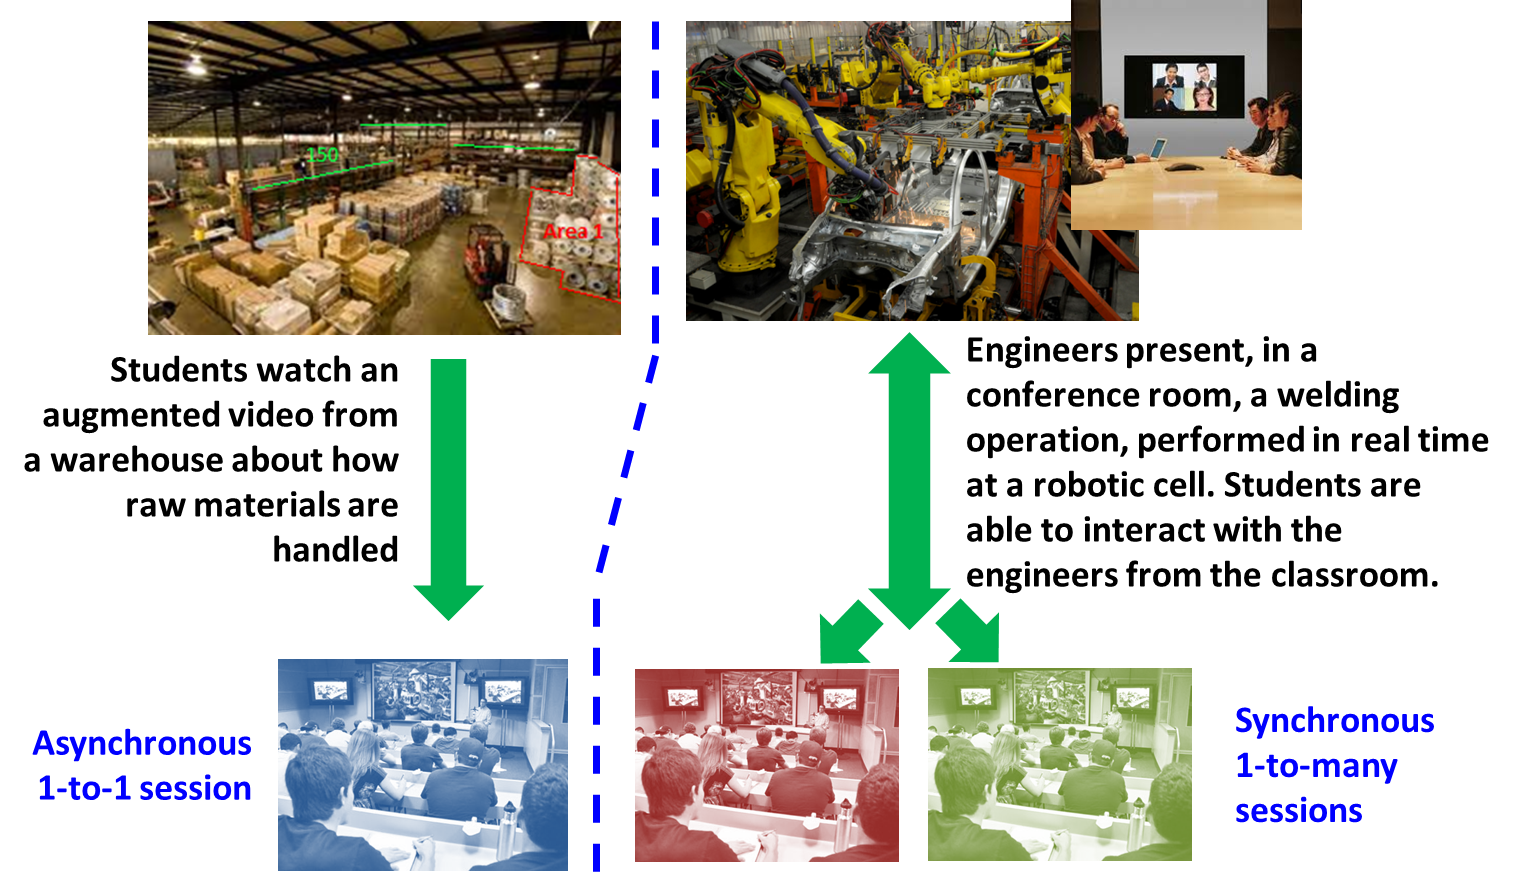 150
Area 1
Students watch an
augmented video from
a warehouse about how
raw materials are
handled
Engineers present, in a
conference room, a welding
operation, performed in real time
at a robotic cell. Students are
able to interact with the
engineers from the classroom.
Asynchronous
1-to-1 session
Synchronous
1-to-many
sessions